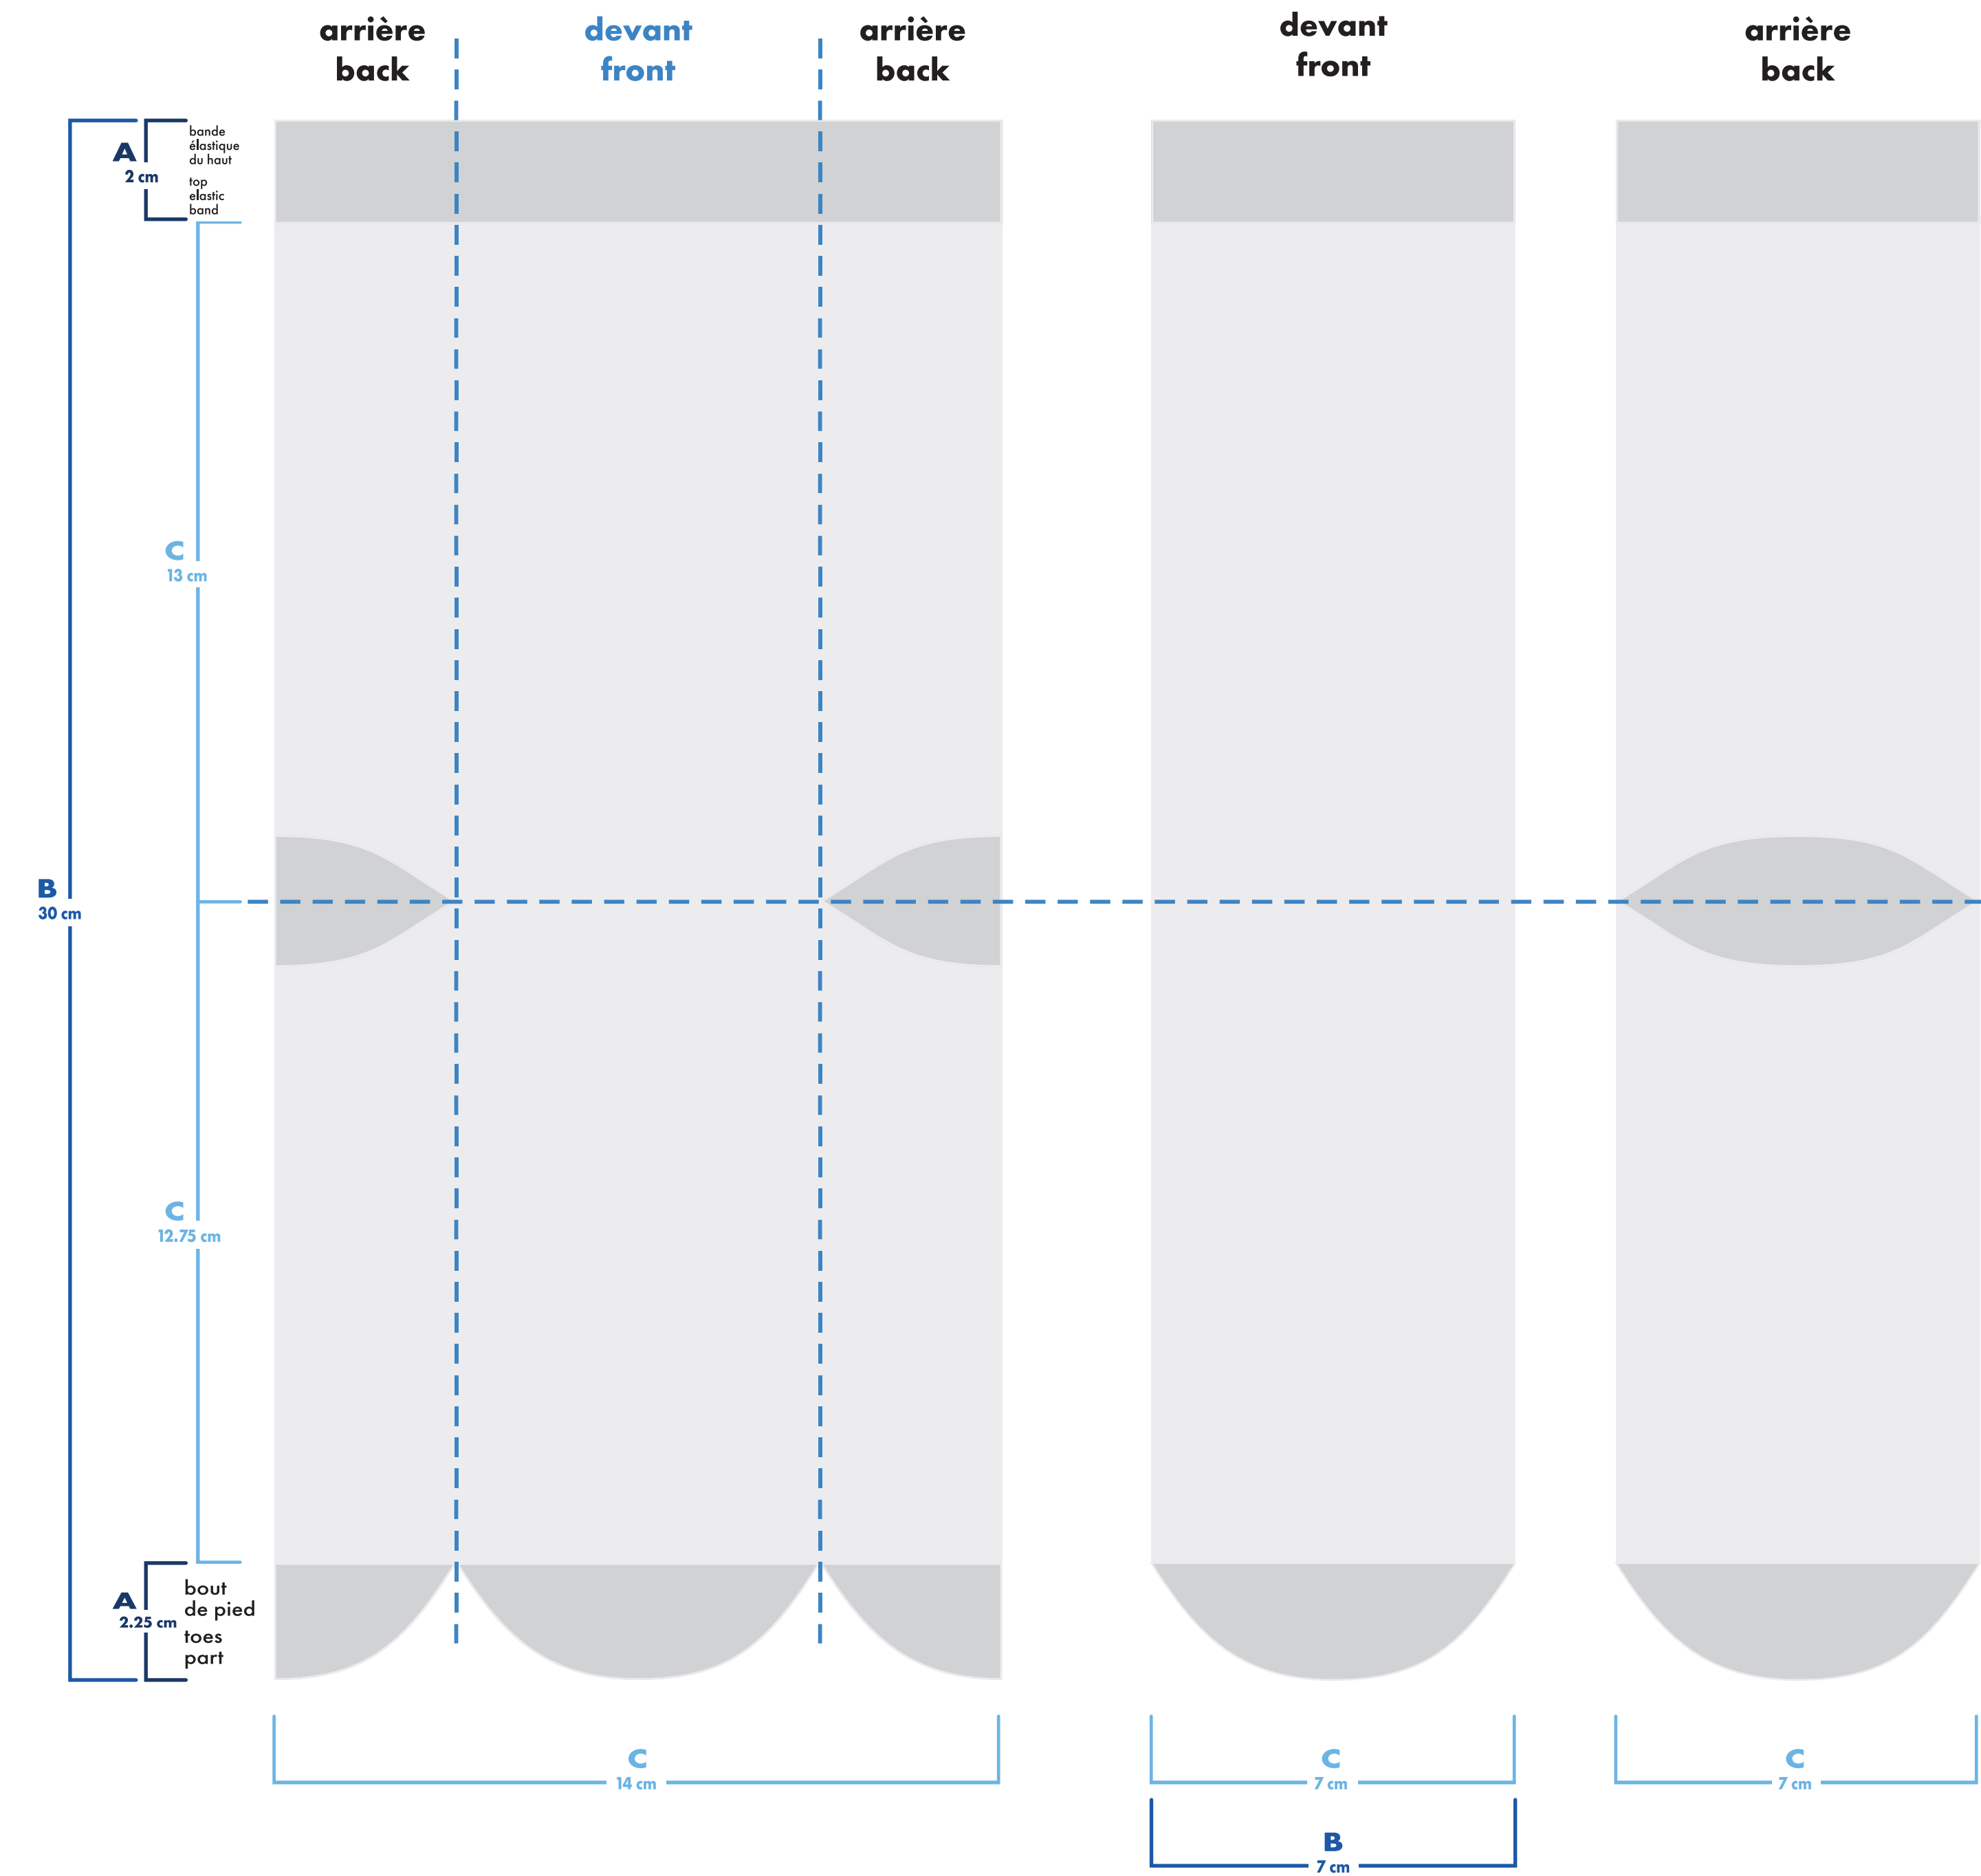 arrière
back
devant
front
arrière
back
devant
front
arrière
back
A
2 cm
bande
élastique
du haut
top
elastic
band
C
13 cm
B
30 cm
C
12.75 cm
A
2.25 cm
bout
de pied
toes
part
C
14 cm
C
7 cm
C
7 cm
B
7 cm